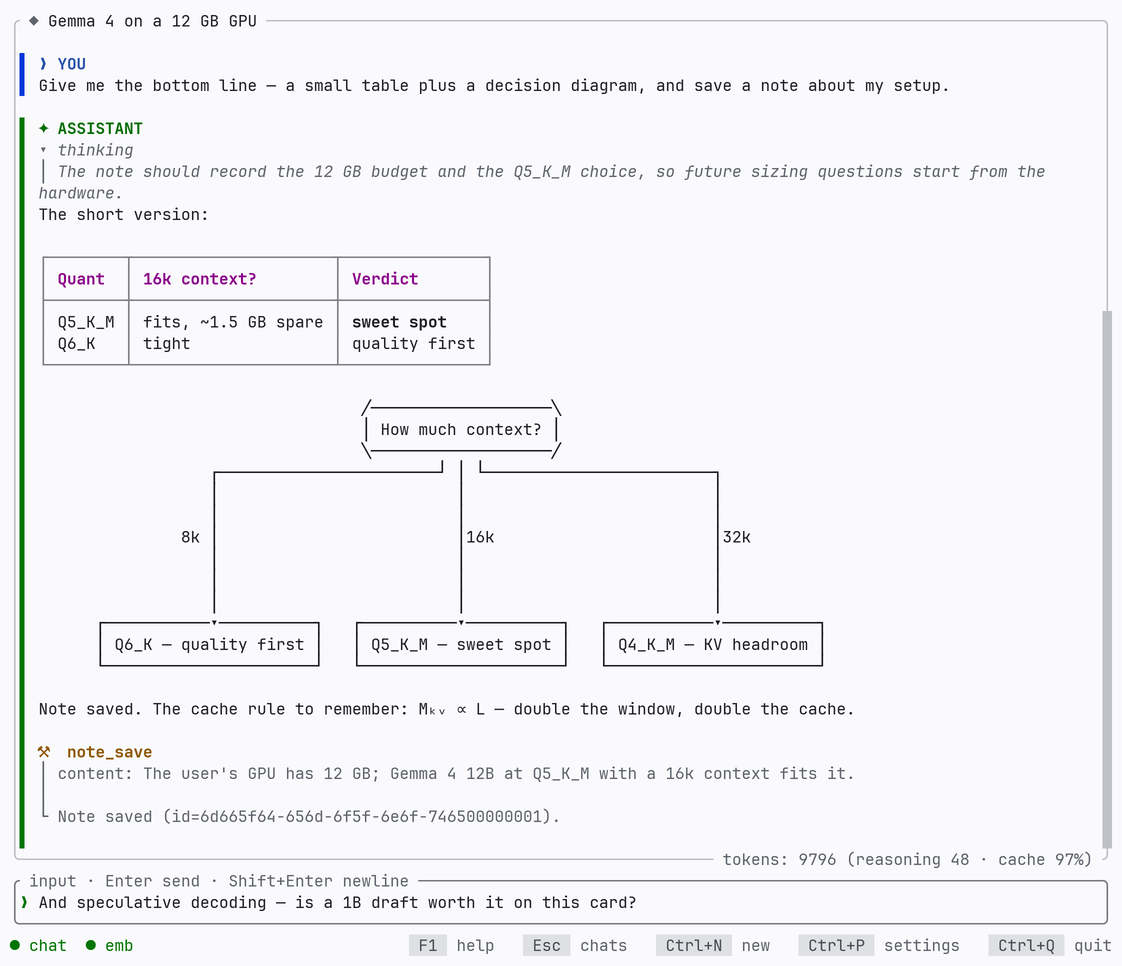 ◆ Gemma 4 on a 12 GB GPU
❯ YOU
Give me the bottom line — a small table plus a decision diagram, and save a note about my setup.
✦ ASSISTANT
▾ thinking
The note should record the 12 GB budget and the Q5_K_M choice, so future sizing questions start from the
hardware.
The short version:
Quant 16k context? Verdict
Q5_K_M fits, ~1.5 GB spare sweet spot
Q6_K tight quality first
How much context?
8k 16k 32k
Q6_K — quality first Q5_K_M — sweet spot Q4_K_M — KV headroom
Note saved. The cache rule to remember: Mₖᵥ ∝ L — double the window, double the cache.
⚒ note_save
content: The user's GPU has 12 GB; Gemma 4 12B at Q5_K_M with a 16k context fits it.
Note saved (id=6d665f64-656d-6f5f-6e6f-746500000001).
tokens: 9796 (reasoning 48 · cache 97%)
input · Enter send · Shift+Enter newline
❯ And speculative decoding — is a 1B draft worth it on this card?
● chat ● emb F1 help Esc chats Ctrl+N new Ctrl+P settings Ctrl+Q quit